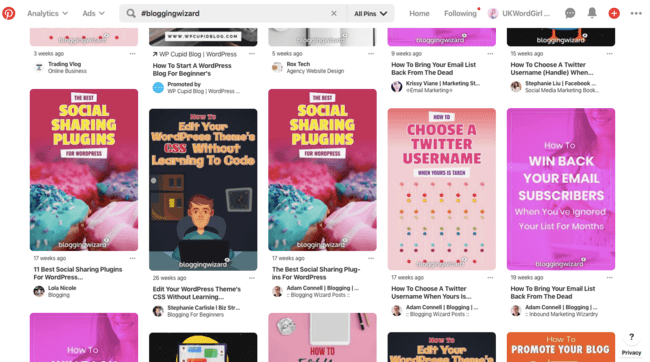 Analytics
Ads
#bloggingwizard
All Pins
Home
Following
UKWordGirl
3 weeks ago
Trading Vlog
Online Business
THE BEST
SOCIAL
SHARING
PLUGINS
FOR WORDPRESS
bloggingwizard
17 weeks ago
11 Best Social Sharing Plugins
For WordPress...
Lola Nicole
Blogging
How To
WWW.WPCUPIDBLOG.COM
WP Cupid Blog | WordPress
How To Start A WordPress
Blog For Beginner's
Promoted by
WP Cupid Blog | WordPress ...
How To
Edit Your
WordPress Theme's
CSS Without
Learning To Code
bloggingwizard
26 weeks ago
Edit Your WordPress Theme's
CSS Without Learning...
Stephanie Carlisle | Biz Str...
Blogging For Beginners
bloggingwizard
5 weeks ago
Rox Tech
Agency Website Design
THE BEST
SOCIAL
SHARING
PLUGINS
FOR WORDPRESS
bloggingwizard
17 weeks ago
The Best Social Sharing Plug-
ins For WordPress
Adam Connell | Blogging | ...
:: Blogging Wizard Posts ::
HOW TO
bloggingwizard
9 weeks ago
How To Bring Your Email List
Back From The Dead
Krissy Viane | Marketing St...
=Email Marketing=
HOW TO
CHOOSE A
TWITTER
USERNAME
WHEN YOURS IS TAKEN
bloggingwizard
17 weeks ago
How To Choose A Twitter
Username When Yours Is...
Adam Connell | Blogging | ...
:: Blogging Wizard Posts ::
How To
Edit Your
WordPress Theme's
bloggingwizard
15 weeks ago
How To Choose A Twitter
Username (Handle) When...
Stephanie Liu | Facebook ...
Social Media Marketing Book...
How To
WIN BACK
YOUR EMAIL
SUBSCRIBERS
When You've Ignored
Your List For Months
bloggingwizard
19 weeks ago
How To Bring Your Email List
Back From The Dead
Adam Connell | Blogging | ...
:: Inbound Marketing Wizardry
How To
PROMOTE YOUR BLOG
?
Privacy